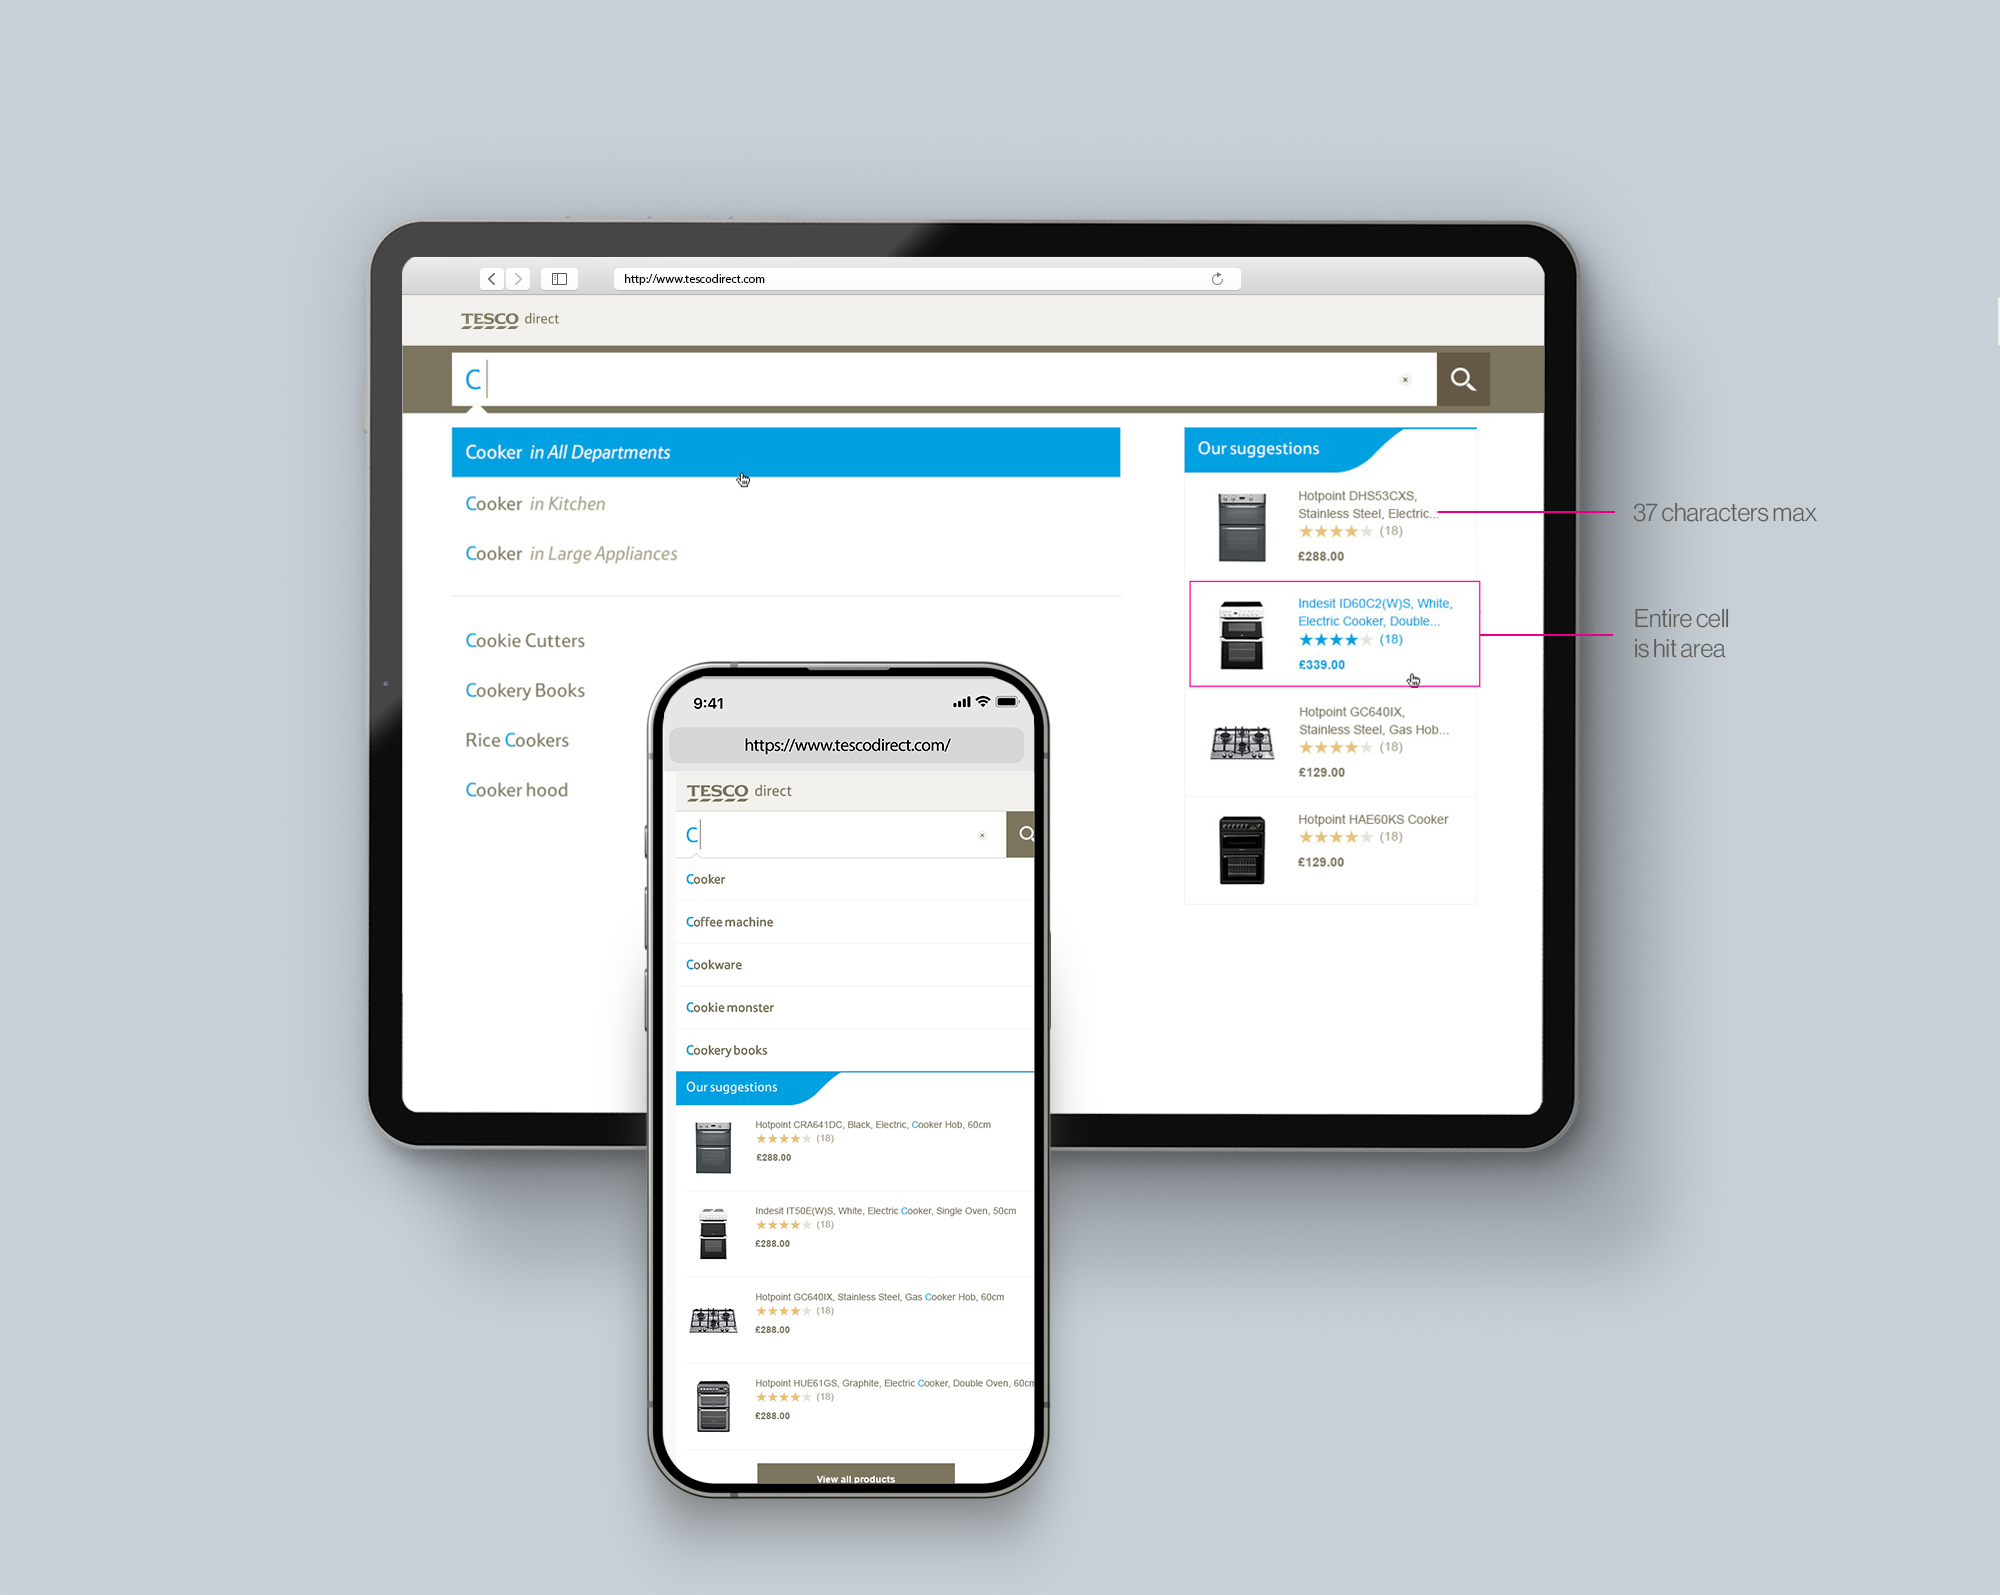 http://www.tescodirect.com
TESCO direct
C
Cooker in All Departments
Cooker in Kitchen
Cooker in Large Appliances
Cookie Cutters
Cookery Books
Rice Cookers
Cooker hood
Our suggestions
Hotpoint DHS53CXS,
Stainless Steel, Electric...
(18)
£288.00
Indesit ID60C2(W)S, White,
Electric Cooker, Double...
(18)
£339.00
Hotpoint GC640IX,
Stainless Steel, Gas Hob...
(18)
£129.00
Hotpoint HAE60KS Cooker
(18)
£129.00
37 characters max
Entire cell
is hit area
9:41
https://www.tescodirect.com/
TESCO direct
C
Cooker
Coffee machine
Cookware
Cookie monster
Cookery books
Our suggestions
Hotpoint CRA641DC, Black, Electric, Cooker Hob, 60cm
(18)
£288.00
Indesit IT50E(W)S, White, Electric Cooker, Single Oven, 50cm
(18)
£288.00
Hotpoint GC640IX, Stainless Steel, Gas Cooker Hob, 60cm
(18)
£288.00
Hotpoint HUE61GS, Graphite, Electric Cooker, Double Oven, 60cm
(18)
£288.00
View all products